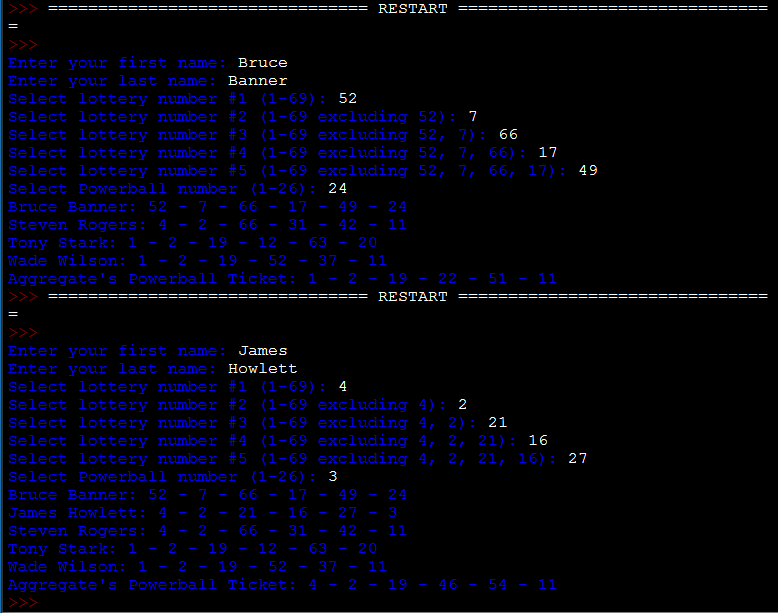 >>> ================================ RESTART ===============================
=
>>>
Enter your first name: Bruce
Enter your last name: Banner
Select lottery number #1 (1-69): 52
Select lottery number #2 (1-69 excluding 52): 7
Select lottery number #3 (1-69 excluding 52, 7): 66
Select lottery number #4 (1-69 excluding 52, 7, 66): 17
Select lottery number #5 (1-69 excluding 52, 7, 66, 17): 49
Select Powerball number (1-26): 24
Bruce Banner: 52 - 7 - 66 - 17 - 49 - 24
Steven Rogers: 4 - 2 - 66 - 31 - 42 - 11
Tony Stark: 1 - 2 - 19 - 12 - 63 - 20
Wade Wilson: 1 - 2 - 19 - 52 - 37 - 11
Aggregate's Powerball Ticket: 1 - 2 - 19 - 22 - 51 - 11
>>> ================================ RESTART ===============================
=
>>>
Enter your first name: James
Enter your last name: Howlett
Select lottery number #1 (1-69): 4
Select lottery number #2 (1-69 excluding 4): 2
Select lottery number #3 (1-69 excluding 4, 2): 21
Select lottery number #4 (1-69 excluding 4, 2, 21): 16
Select lottery number #5 (1-69 excluding 4, 2, 21, 16): 27
Select Powerball number (1-26): 3
Bruce Banner: 52 - 7 - 66 - 17 - 49 - 24
James Howlett: 4 - 2 - 21 - 16 - 27 - 3
Steven Rogers: 4 - 2 - 66 - 31 - 42 - 11
Tony Stark: 1 - 2 - 19 - 12 - 63 - 20
Wade Wilson: 1 - 2 - 19 - 52 - 37 - 11
Aggregate's Powerball Ticket: 4 - 2 - 19 - 46 - 54 - 11
>>>